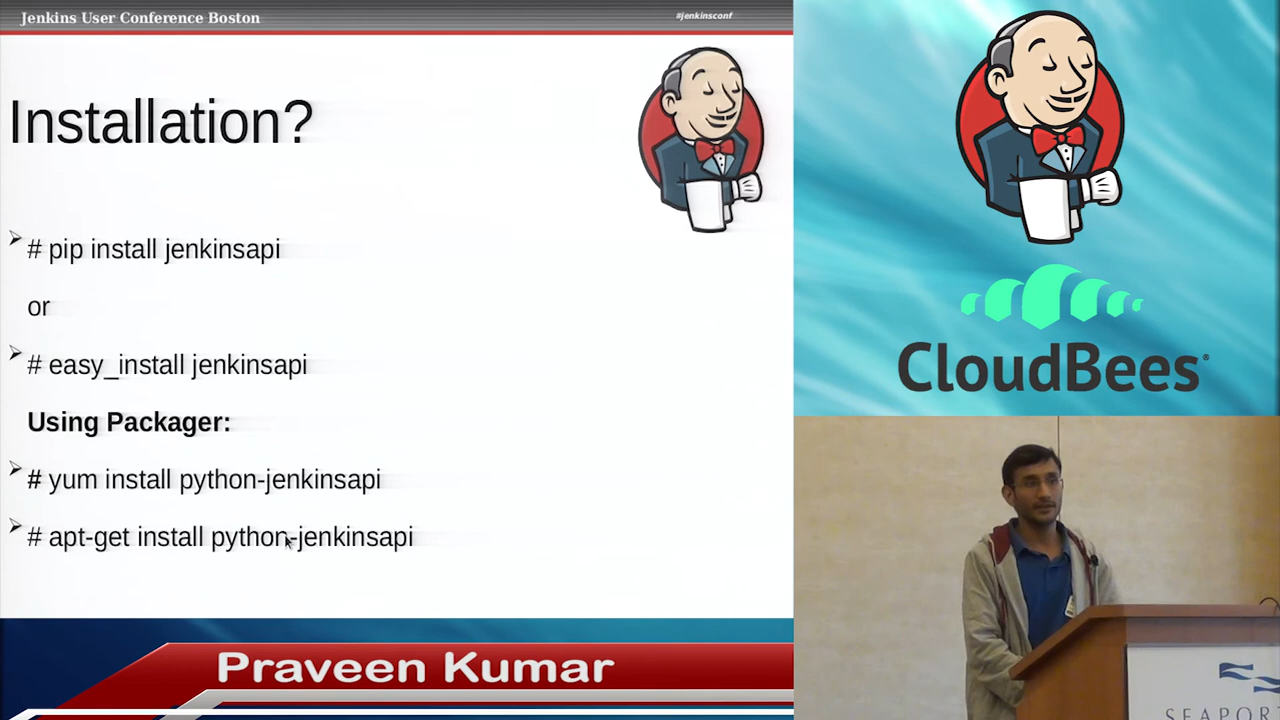 Jenkins User Conference Boston
#jenkinsconf
Installation?
# pip install jenkinsapi
or
# easy_install jenkinsapi
Using Packager:
# yum install python-jenkinsapi
# apt-get install python-jenkinsapi
Praveen Kumar
CloudBees®